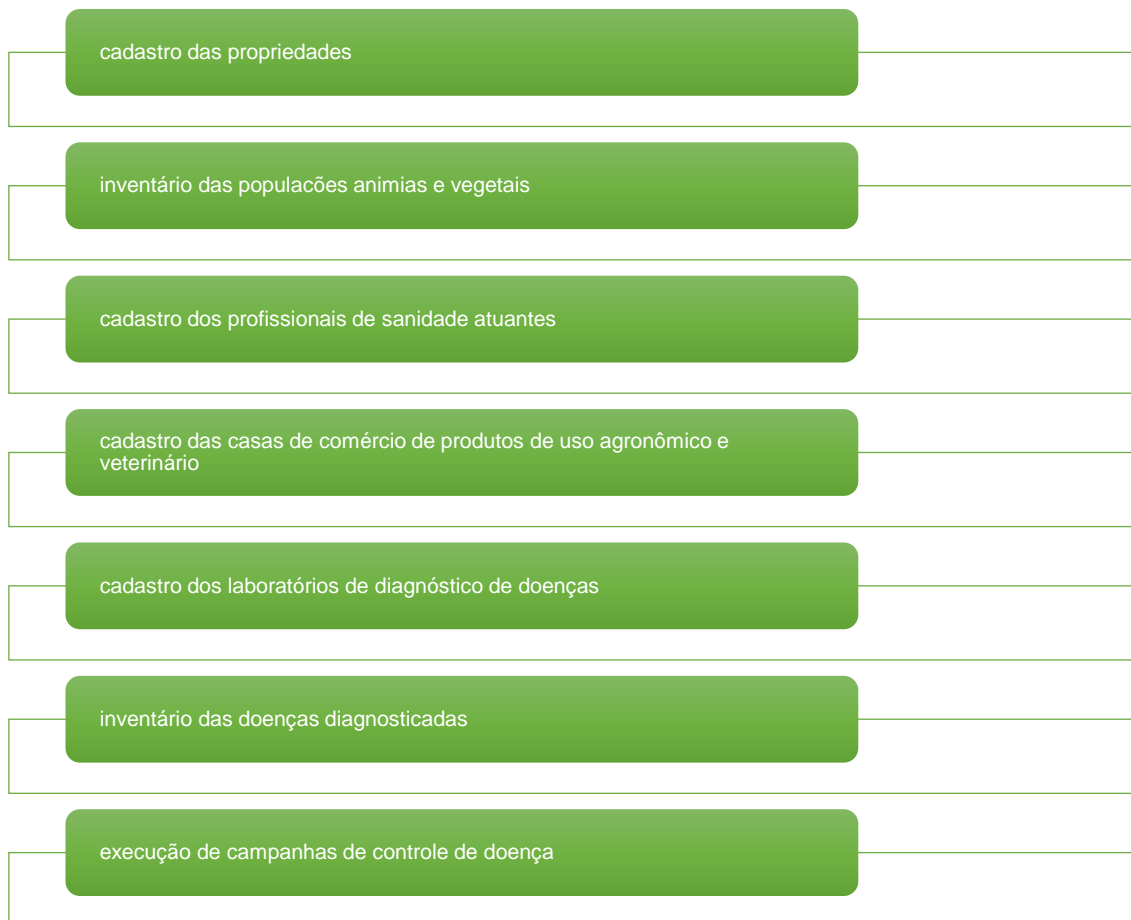 cadastro das propriedades
inventário das populacões animias e vegetais
cadastro dos profissionais de sanidade atuantes
cadastro das casas de comércio de produtos de uso agronômico e
veterinário
cadastro dos laboratórios de diagnóstico de doenças
inventário das doenças diagnosticadas
execução de campanhas de controle de doença